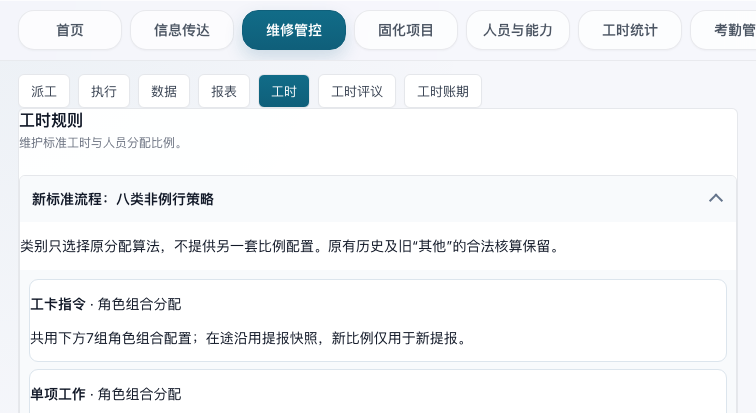 首页 信息传达 维修管控 固化项目 人员与能力 工时统计 考勤管
派工 执行 数据 报表 工时 工时评议 工时账期
工时规则
维护标准工时与人员分配比例。
新标准流程：八类非例行策略
类别只选择原分配算法，不提供另一套比例配置。原有历史及旧“其他”的合法核算保留。
工卡指令 · 角色组合分配
共用下方7组角色组合配置；在途沿用提报快照，新比例仅用于新提报。
单项工作 · 角色组合分配